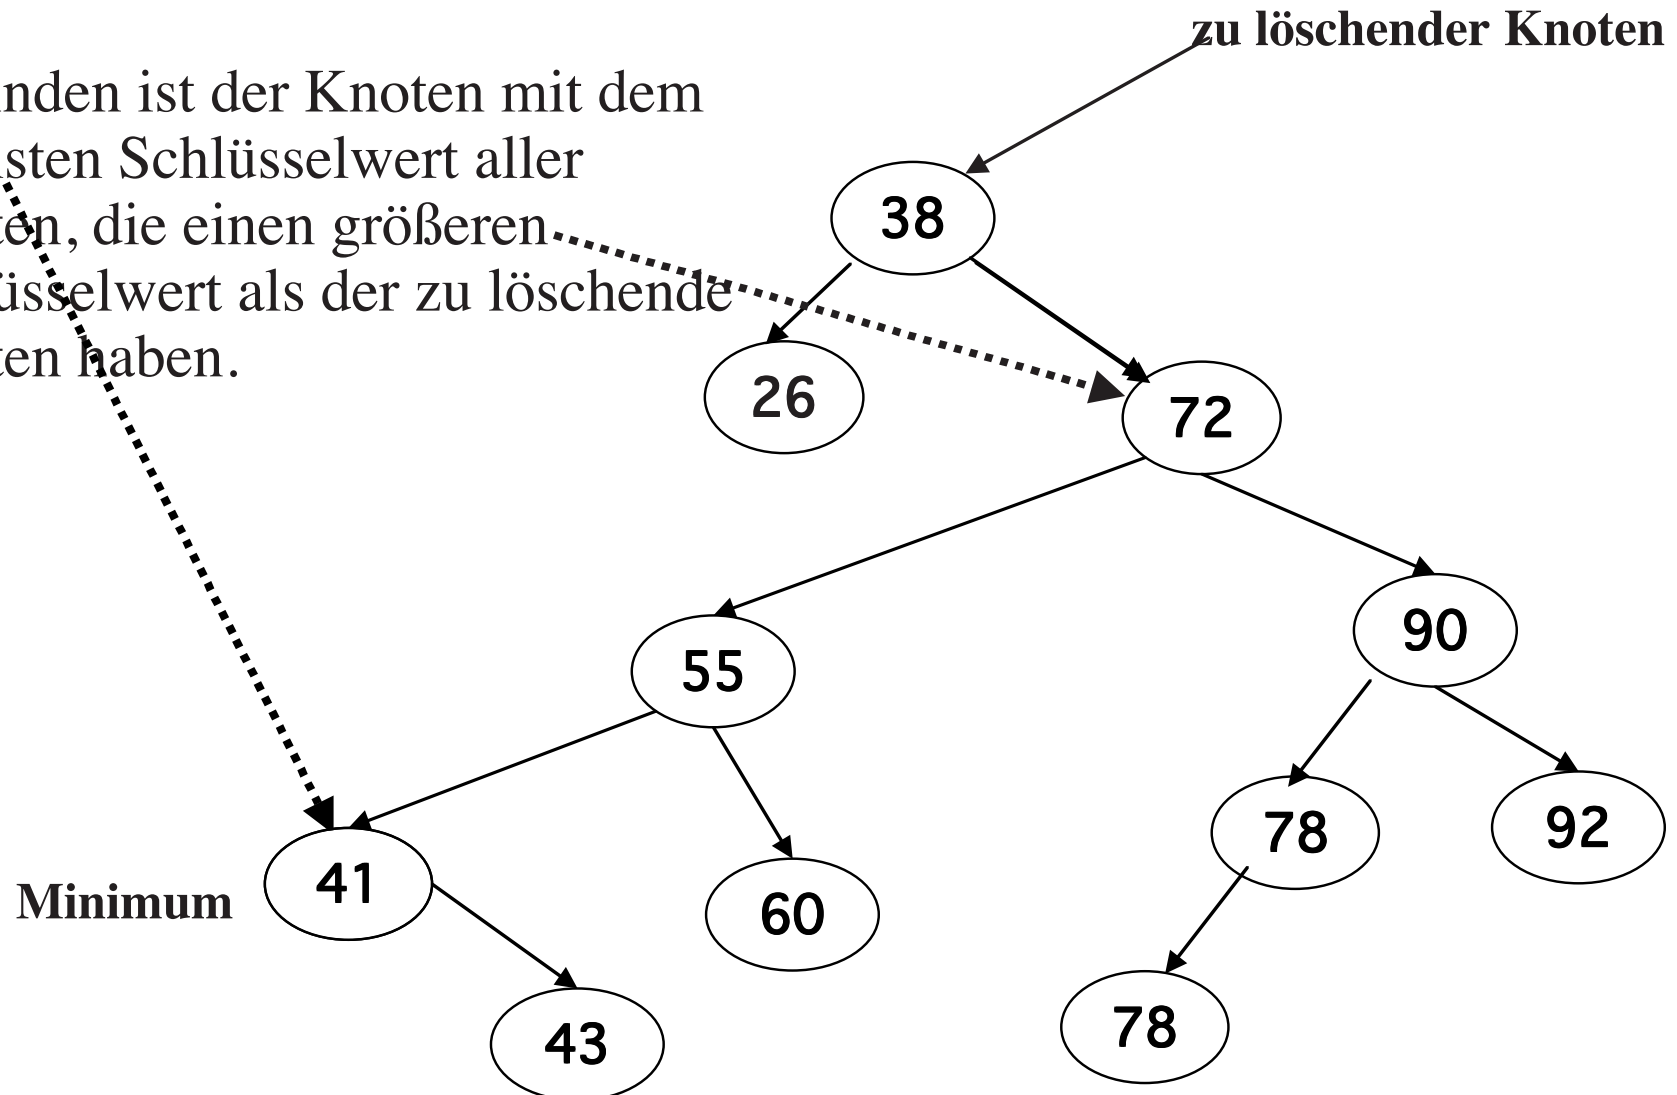 zu löschender Knoten
nden ist der Knoten mit dem
sten Schlüsselwert aller
ten, die einen größeren
üsselwert als der zu löschende
ten haben.
38
26
72
55
90
41
60
78
92
Minimum
43
78